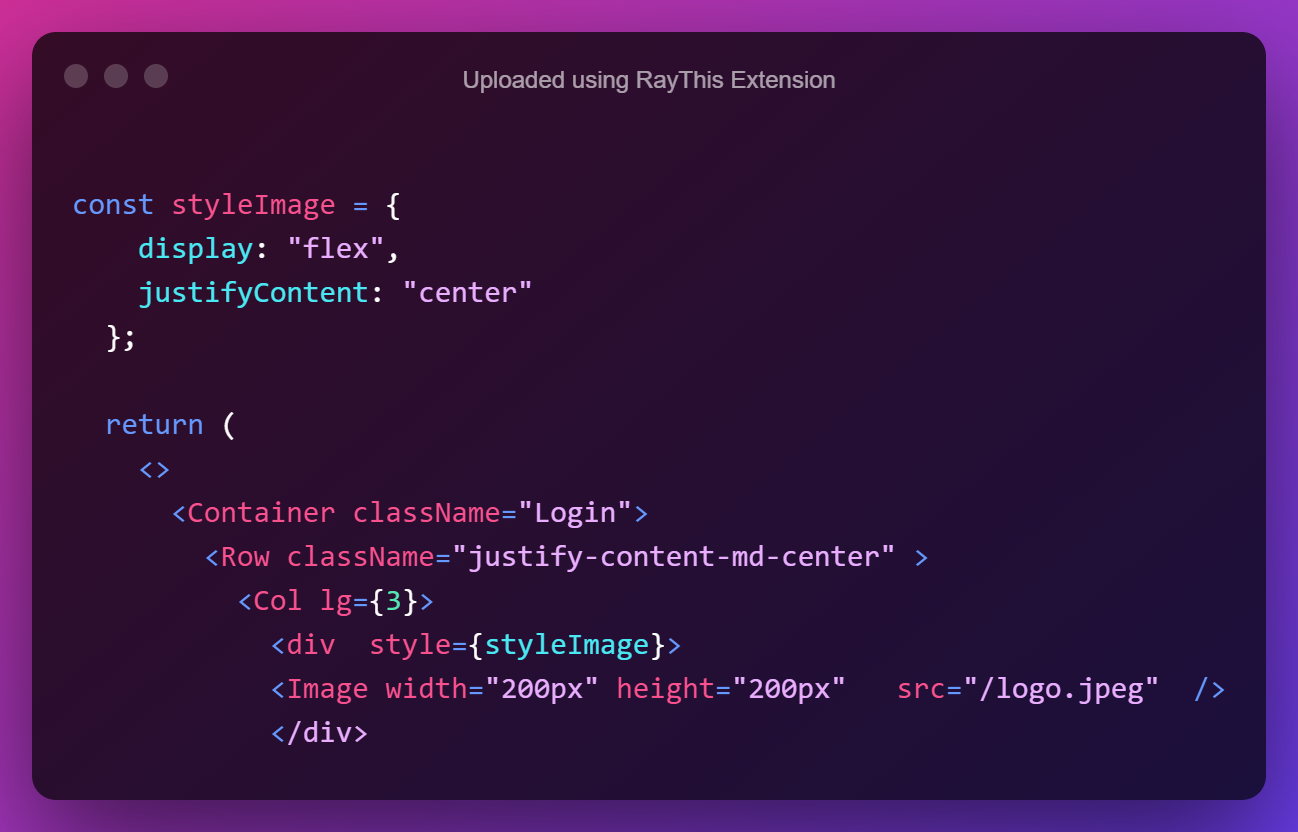 Uploaded using RayThis Extension
const styleImage = {
    display: "flex",
    justifyContent: "center"
  };
  return (
    <>
      <Container className="Login">
        <Row className="justify-content-md-center" >
          <Col lg={3}>
            <div  style={styleImage}>
            <Image width="200px" height="200px"   src="/logo.jpeg"  />
            </div>